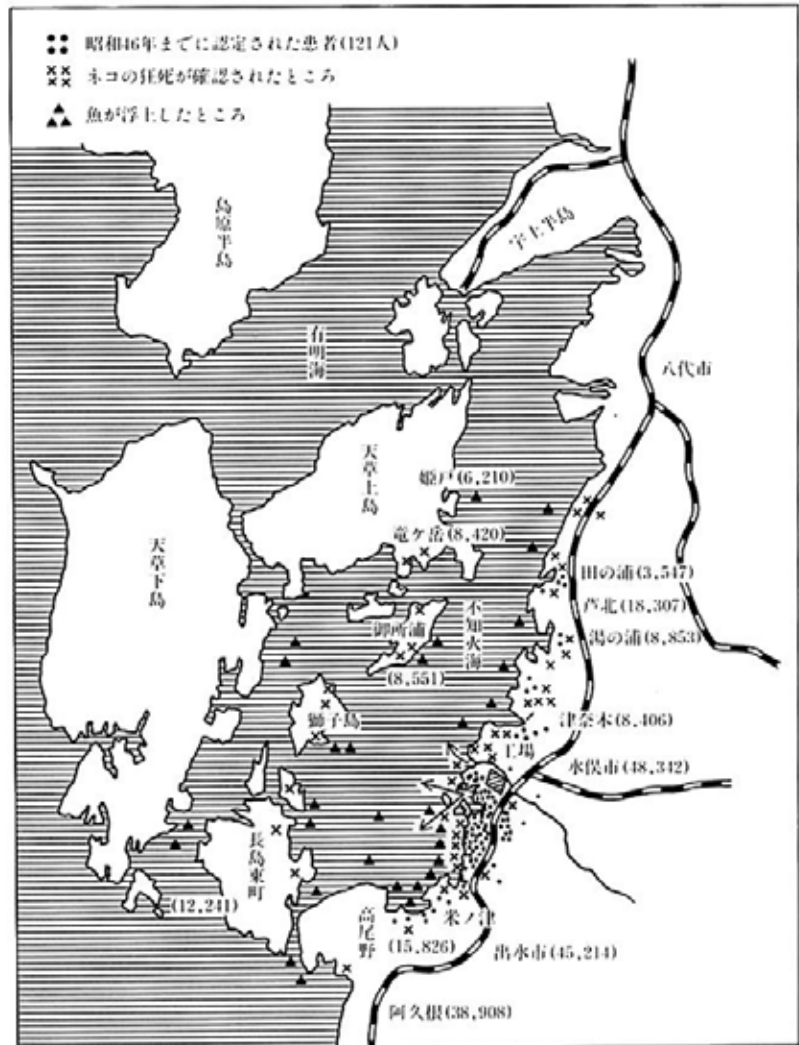 昭和46年までに認定された患者(121人)
ネコの狂死が確認されたところ
魚が浮上したところ
島原半島
宇土半島
有明海
八代市
天草上島
姫戸(6,210)
竜ケ岳(8,420)
天草下島
不知火海
田の浦(3,547)
芦北(18,307)
御所浦
(8,551)
湯の浦(8,853)
獅子島
津奈木(8,406)
工場
水俣市(48,342)
長島東町
(12,241)
高尾野
米ノ津
(15,826)
出水市(45,214)
阿久根(38,908)